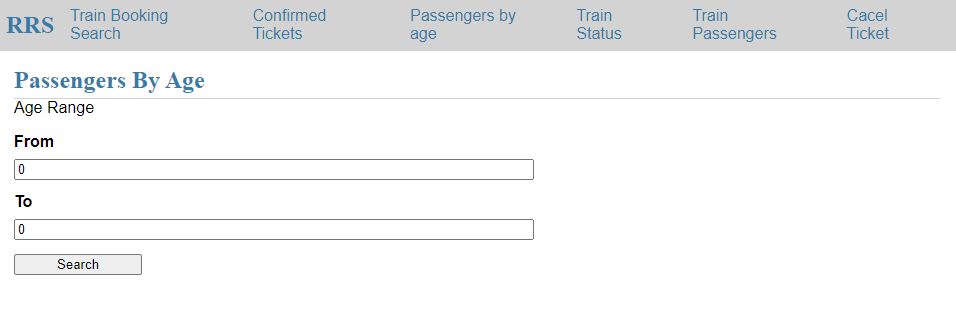 RRS
Train Booking
Search
Confirmed
Tickets
Passengers by
age
Train
Status
Train
Passengers
Cacel
Ticket
Passengers By Age
Age Range
From
0
To
0
Search